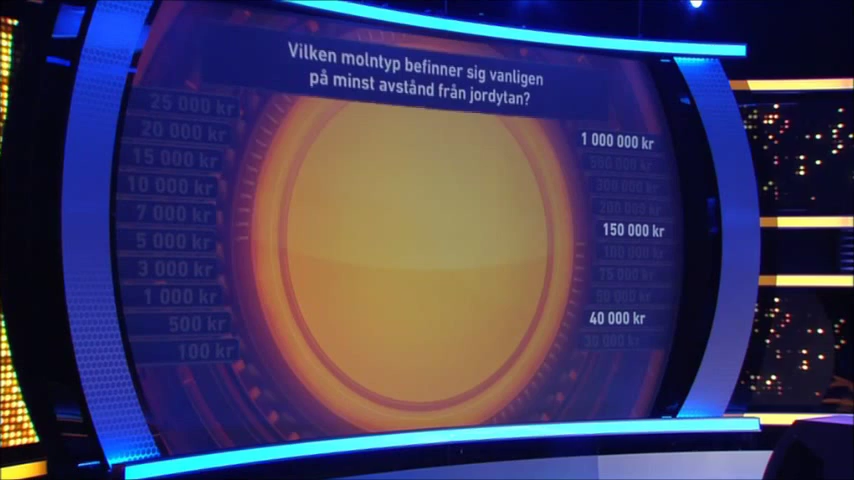 Vilken molntyp befinner sig vanligen
på minst avstånd från jordytan?
25 000 kr
20 000 kr
15 000 kr
10 000 kr
7 000 kr
5 000 kr
3 000 kr
1 000 kr
500 kr
100 kr
1 000 000 kr
500 000 kr
300 000 kr
200 000 kr
150 000 kr
100 000 kr
75 000 kr
50 000 kr
40 000 kr
30 000 kr